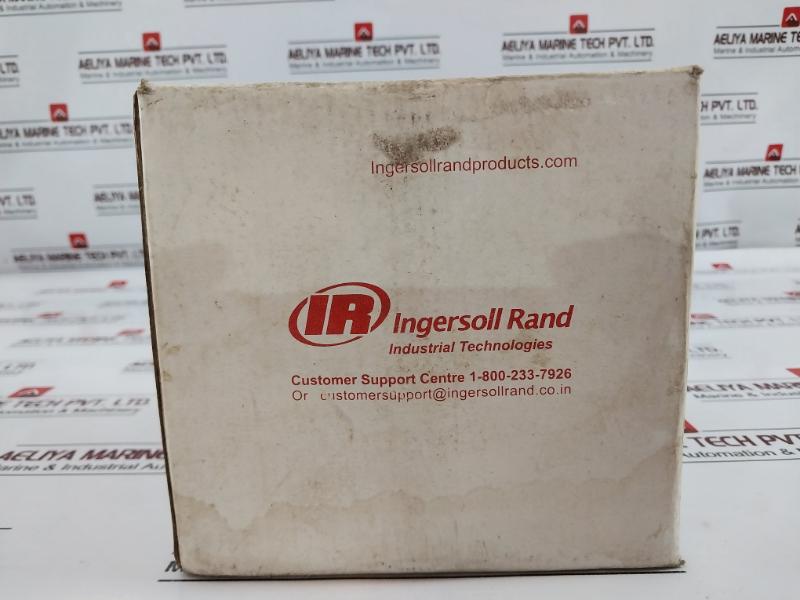 AELIYA MARINE TECH PVT. LTD.
Marine & Industrial Automation & Machinery
Ingersollrandproducts.com
IR Ingersoll Rand
Industrial Technologies
Customer Support Centre 1-800-233-7926
Or customersupport@ingersollrand.co.in